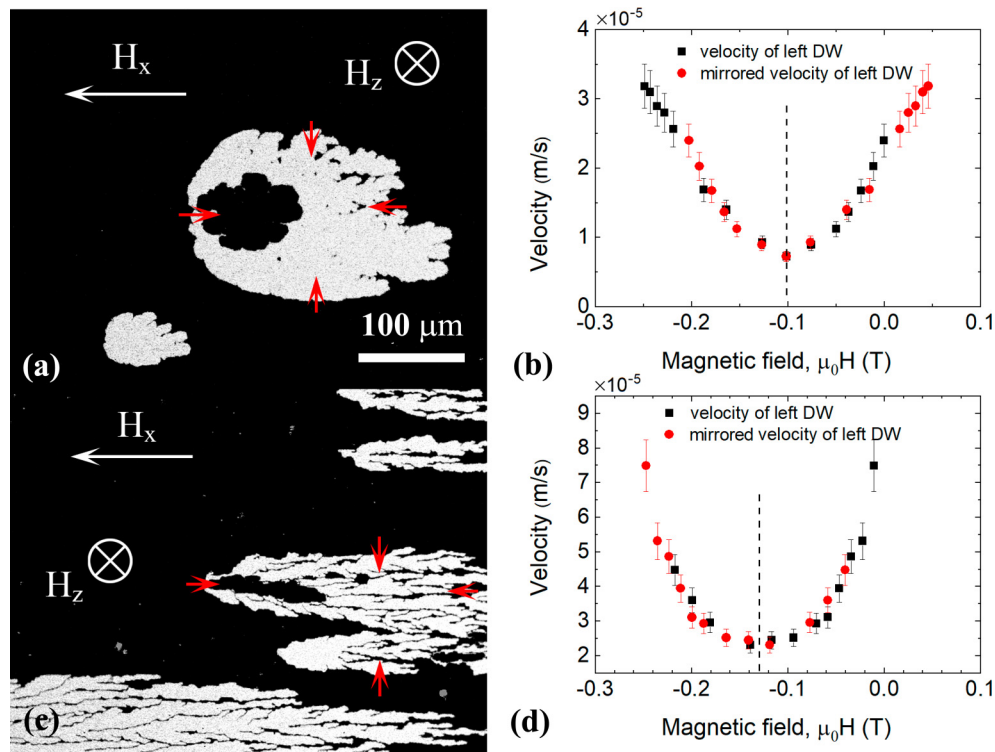 Hₓ
H_z
100 μm
(a)
Hₓ
H_z
(c)
×10⁻⁵
4
3
2
1
0
Velocity (m/s)
velocity of left DW
mirrored velocity of left DW
-0.3
-0.2
-0.1
0.0
0.1
Magnetic field, μ₀H (T)
(b)
×10⁻⁵
9
8
7
6
5
4
3
2
Velocity (m/s)
velocity of left DW
mirrored velocity of left DW
-0.3
-0.2
-0.1
0.0
0.1
Magnetic field, μ₀H (T)
(d)